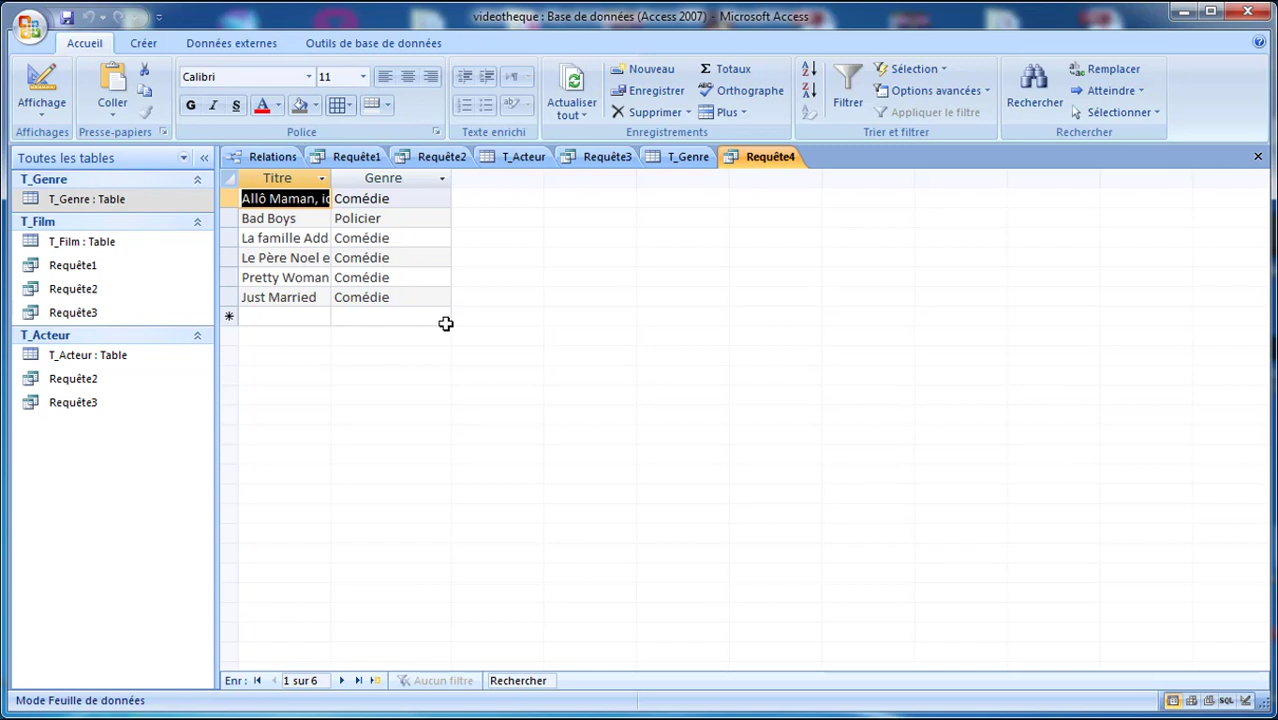 videotheque : Base de données (Access 2007) - Microsoft Access
Accueil Créer Données externes Outils de base de données
Affichage
Affichages
Coller
Presse-papiers
Calibri 11
G I S A
Police
Texte enrichi
Actualiser tout
Nouveau
Enregistrer
Supprimer
Σ Totaux
Orthographe
Plus
Enregistrements
Filtrer
Sélection
Options avancées
Appliquer le filtre
Trier et filtrer
Rechercher
Remplacer
Atteindre
Sélectionner
Rechercher
Toutes les tables
T_Genre
T_Genre : Table
T_Film
T_Film : Table
Requête1
Requête2
Requête3
T_Acteur
T_Acteur : Table
Requête2
Requête3
Relations Requête1 Requête2 T_Acteur Requête3 T_Genre Requête4
Titre Genre
Allô Maman, ic Comédie
Bad Boys Policier
La famille Add Comédie
Le Père Noel e Comédie
Pretty Woman Comédie
Just Married Comédie
Enr : 1 sur 6 Aucun filtre Rechercher
Mode Feuille de données
SQL